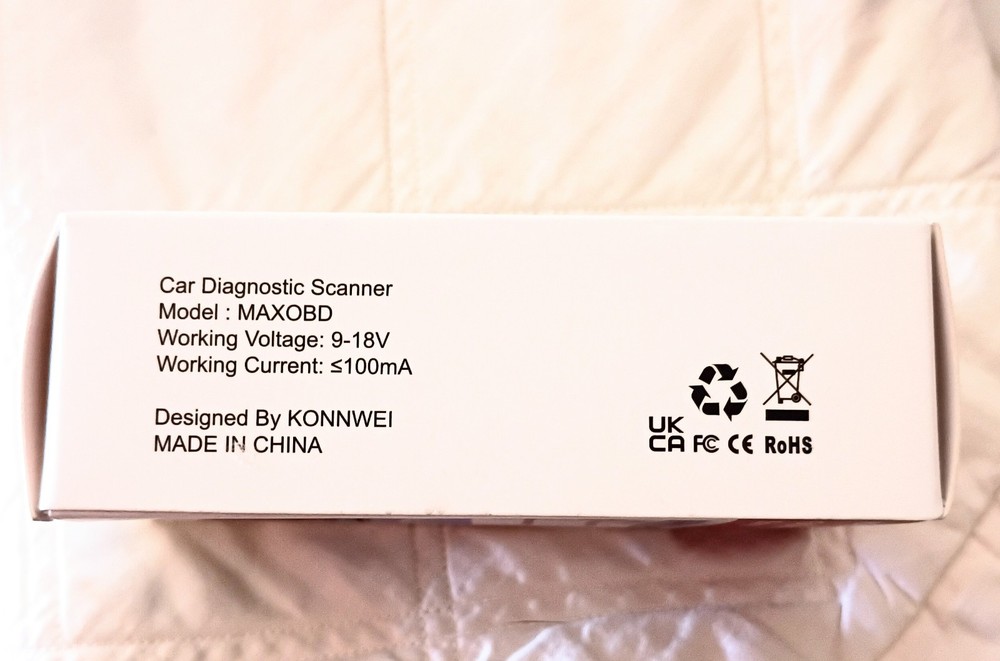 Car Diagnostic Scanner
Model : MAXOBD
Working Voltage: 9-18V
Working Current: ≤100mA
Designed By KONNWEI
MADE IN CHINA
UK
CA FC CE RoHS